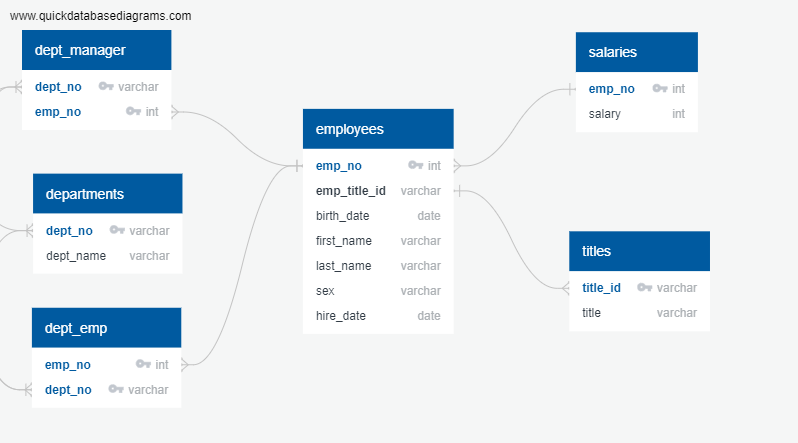 www.quickdatabasediagrams.com
dept_manager
dept_no varchar
emp_no int
departments
dept_no varchar
dept_name varchar
dept_emp
emp_no int
dept_no varchar
employees
emp_no int
emp_title_id varchar
birth_date date
first_name varchar
last_name varchar
sex varchar
hire_date date
salaries
emp_no int
salary int
titles
title_id varchar
title varchar